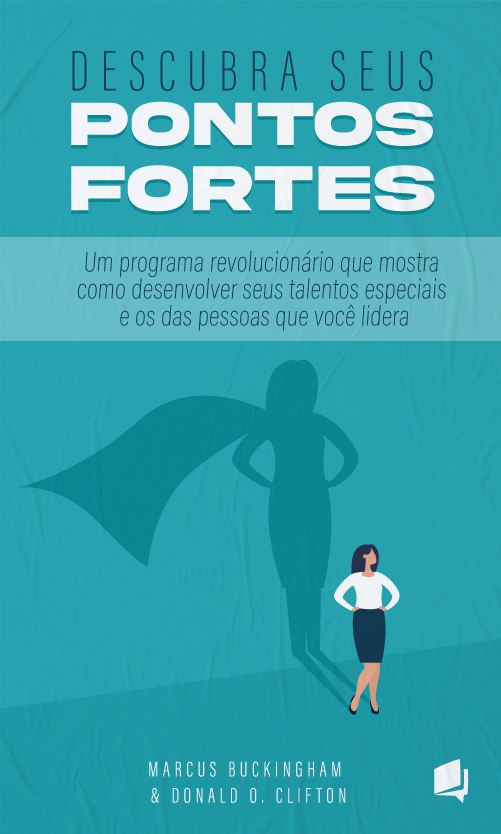 DESCUBRA SEUS
PONTOS
FORTES
Um programa revolucionário que mostra
como desenvolver seus talentos especiais
e os das pessoas que você lidera
MARCUS BUCKINGHAM
& DONALD O. CLIFTON